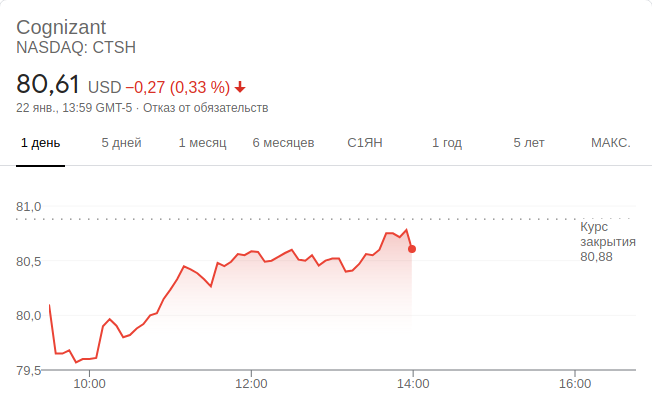 Cognizant
NASDAQ: CTSH
80,61 USD −0,27 (0,33 %)
22 янв., 13:59 GMT-5 · Отказ от обязательств
1 день 5 дней 1 месяц 6 месяцев С1ЯН 1 год 5 лет МАКС.
81,0
Курс
закрытия
80,88
80,5
80,0
79,5
10:00 12:00 14:00 16:00